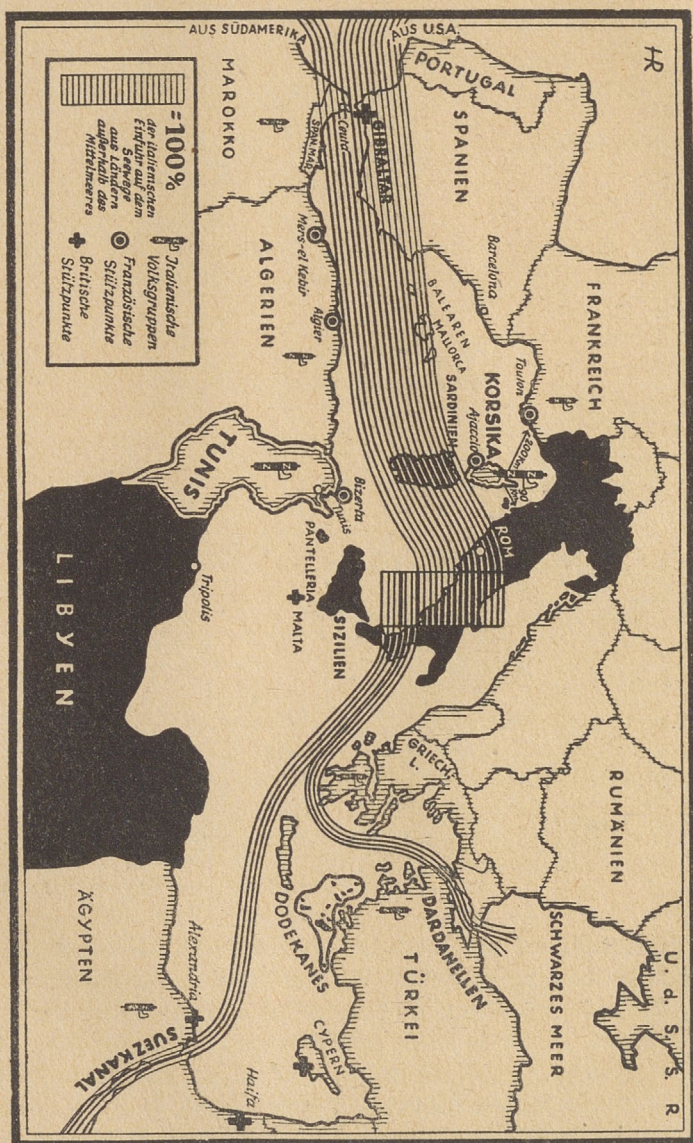 HR
AUS SÜDAMERIKA
AUS U.S.A.
PORTUGAL
SPANIEN
GIBRALTAR
Ceuta
SPAN. MAR.
MAROKKO
Mers-el Kebir
ALGERIEN
Algier
Barcelona
BALEAREN
MALLORCA
FRANKREICH
Toulon
200Km
90
KORSIKA
Ajaccio
SARDINIEN
TUNIS
Bizerta
Tunis
PANTELLERIA
ROM
SIZILIEN
MALTA
Tripolis
LIBYEN
GRIECH.
L.
RUMÄNIEN
U. d. S. S. R
SCHWARZES MEER
DARDANELLEN
TÜRKEI
DODEKANES
CYPERN
ÄGYPTEN
Alexandria
SUEZKANAL
Haifa
=100%
der italienischen
Einfuhr auf dem
Seewege
aus Ländern
außerhalb des
Mittelmeeres
Italienische
Volksgruppen
Französische
Stützpunkte
Britische
Stützpunkte